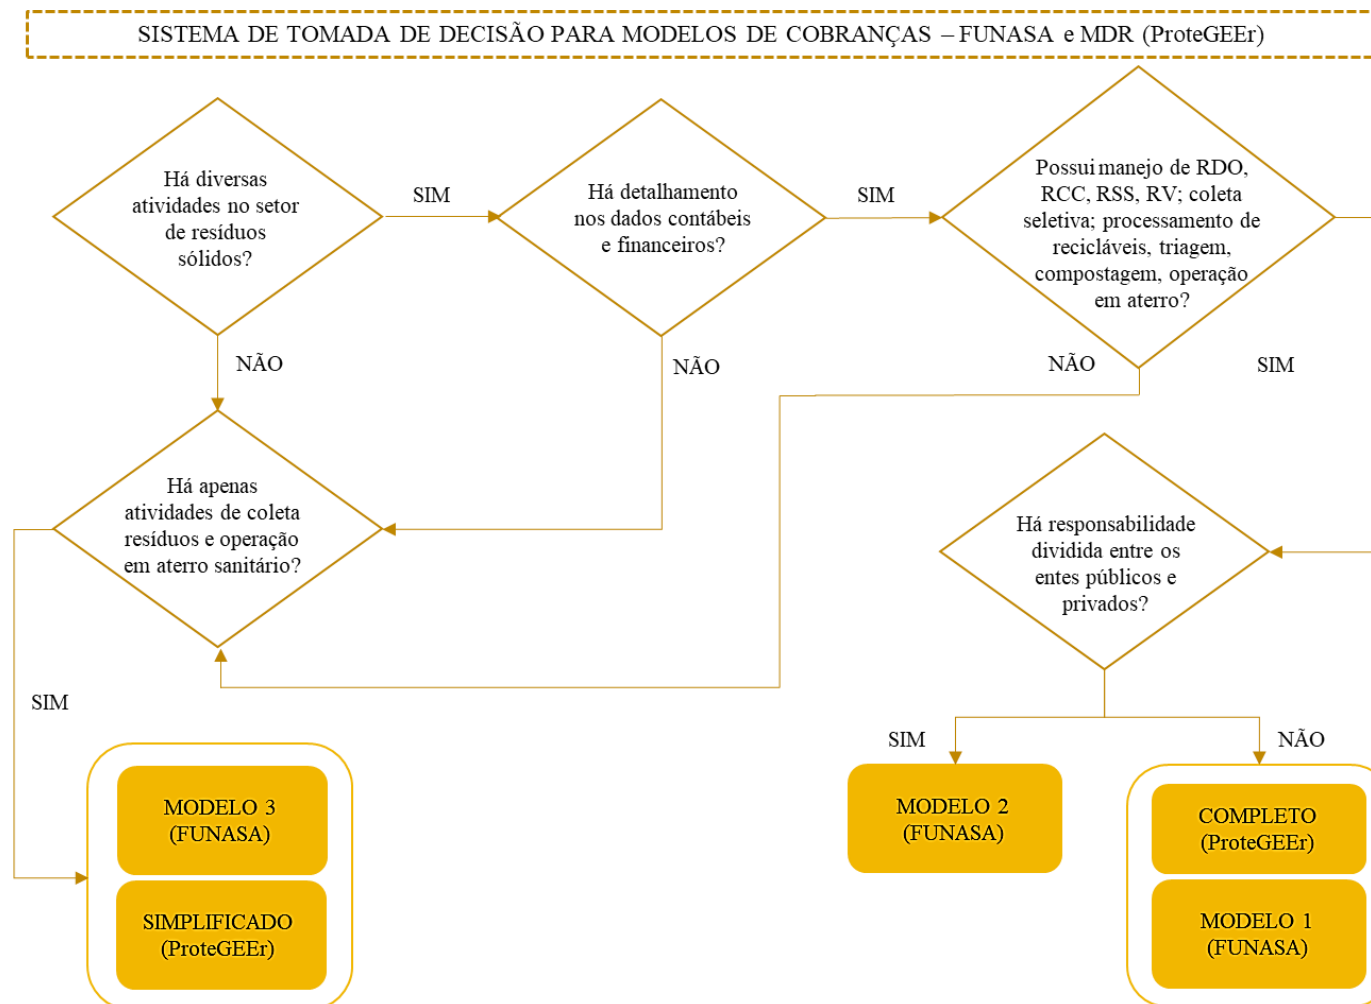 SISTEMA DE TOMADA DE DECISÃO PARA MODELOS DE COBRANÇAS – FUNASA e MDR (ProteGEEr)
Há diversas
atividades no setor
de resíduos
sólidos?
SIM
Há detalhamento
nos dados contábeis
e financeiros?
SIM
Possui manejo de RDO,
RCC, RSS, RV; coleta
seletiva; processamento de
recicláveis, triagem,
compostagem, operação
em aterro?
NÃO
NÃO
NÃO
SIM
Há apenas
atividades de coleta
resíduos e operação
em aterro sanitário?
Há responsabilidade
dividida entre os
entes públicos e
privados?
SIM
SIM
NÃO
MODELO 3
(FUNASA)
SIMPLIFICADO
(ProteGEEr)
MODELO 2
(FUNASA)
COMPLETO
(ProteGEEr)
MODELO 1
(FUNASA)